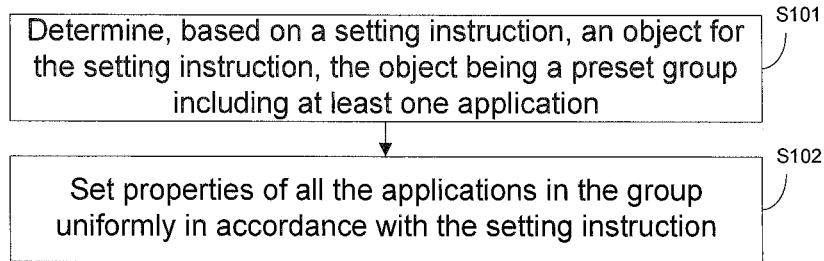 S101
Determine, based on a setting instruction, an object for
the setting instruction, the object being a preset group
including at least one application
S102
Set properties of all the applications in the group
uniformly in accordance with the setting instruction